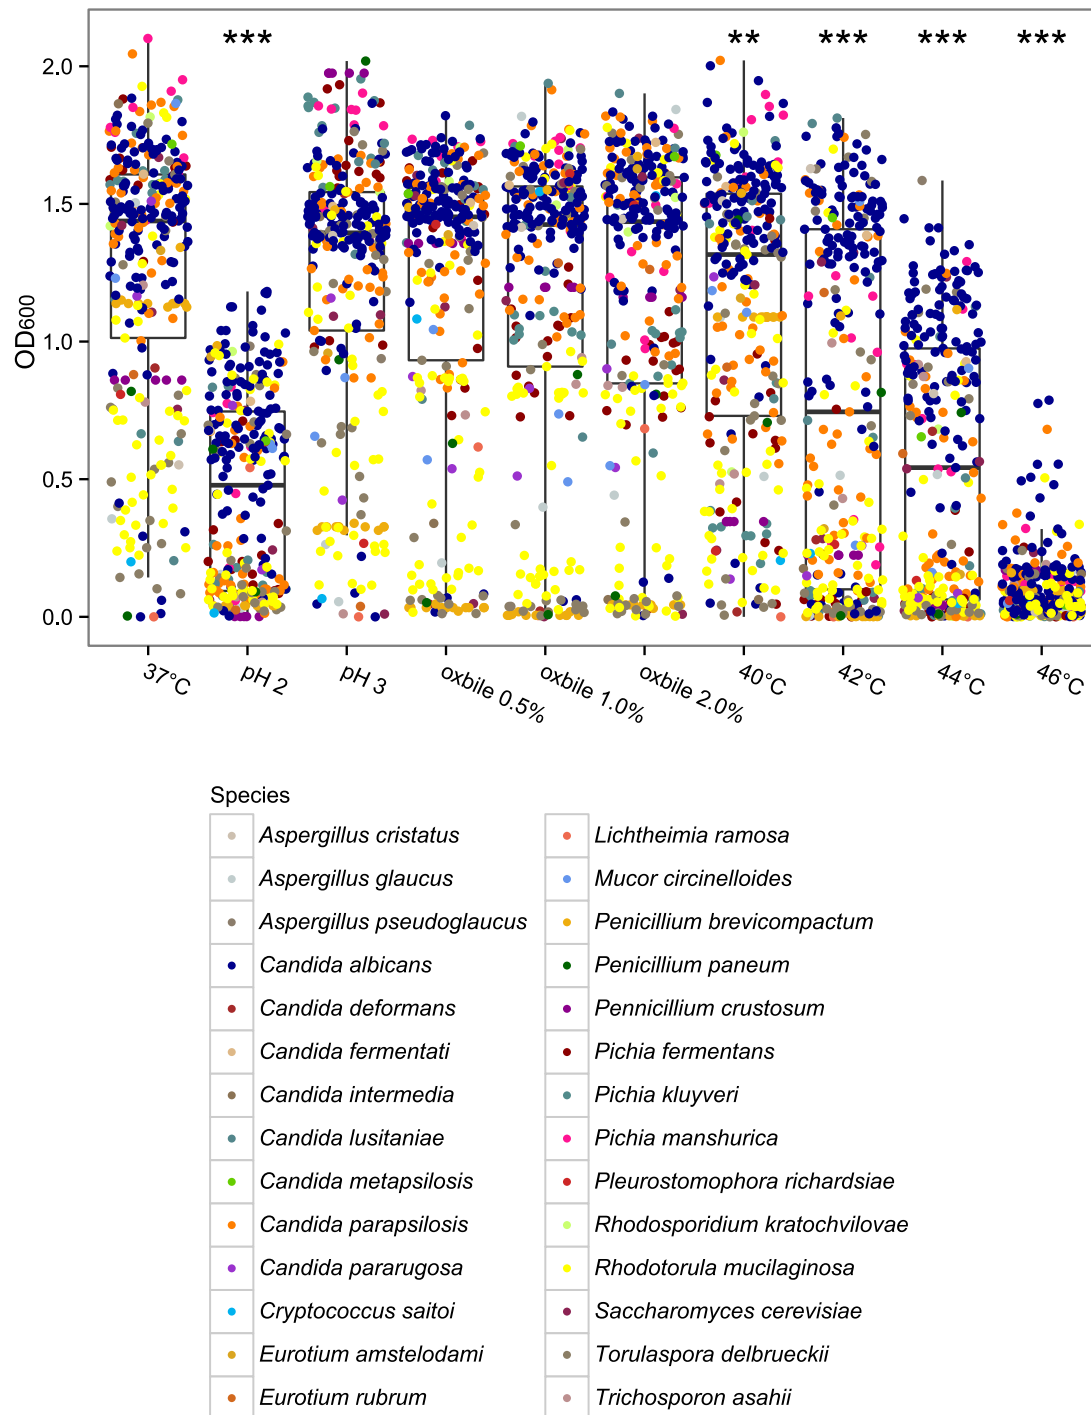 ***
**
***
***
***
OD600
2.0
1.5
1.0
0.5
0.0
37°C
pH 2
pH 3
oxbile 0.5%
oxbile 1.0%
oxbile 2.0%
40°C
42°C
44°C
46°C
Species
Aspergillus cristatus
Aspergillus glaucus
Aspergillus pseudoglaucus
Candida albicans
Candida deformans
Candida fermentati
Candida intermedia
Candida lusitaniae
Candida metapsilosis
Candida parapsilosis
Candida pararugosa
Cryptococcus saitoi
Eurotium amstelodami
Eurotium rubrum
Lichtheimia ramosa
Mucor circinelloides
Penicillium brevicompactum
Penicillium paneum
Pennicillium crustosum
Pichia fermentans
Pichia kluyveri
Pichia manshurica
Pleurostomophora richardsiae
Rhodosporidium kratochvilovae
Rhodotorula mucilaginosa
Saccharomyces cerevisiae
Torulaspora delbrueckii
Trichosporon asahii